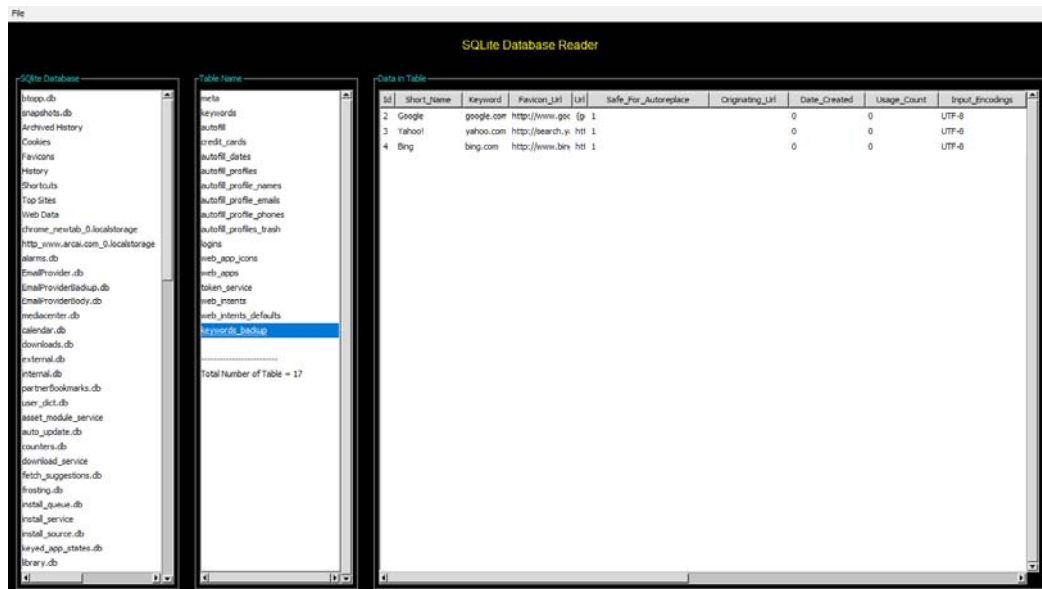 File
SQLite Database Reader
SQlite Database
btopp.db
snapshots.db
Archived History
Cookies
Favicons
History
Shortcuts
Top Sites
Web Data
chrome_newtab_0.localstorage
http_www.arcai.com_0.localstorage
alarms.db
EmailProvider.db
EmailProviderBackup.db
EmailProviderBody.db
mediacenter.db
calendar.db
downloads.db
external.db
internal.db
partnerBookmarks.db
user_dict.db
asset_module_service
auto_update.db
counters.db
download_service
fetch_suggestions.db
frosting.db
install_queue.db
install_service
install_source.db
keyed_app_states.db
library.db
Table Name
meta
keywords
autofill
credit_cards
autofill_dates
autofill_profiles
autofill_profile_names
autofill_profile_emails
autofill_profile_phones
autofill_profiles_trash
logins
web_app_icons
web_apps
token_service
web_intents
web_intents_defaults
keywords_backup
-------------------------
Total Number of Table = 17
Data in Table
Id Short_Name Keyword Favicon_Url Url Safe_For_Autoreplace Originating_Url Date_Created Usage_Count Input_Encodings
2 Google google.com http://www.goo {g 1 0 0 UTF-8
3 Yahoo! yahoo.com http://search.y htt 1 0 0 UTF-8
4 Bing bing.com http://www.bing htt 1 0 0 UTF-8